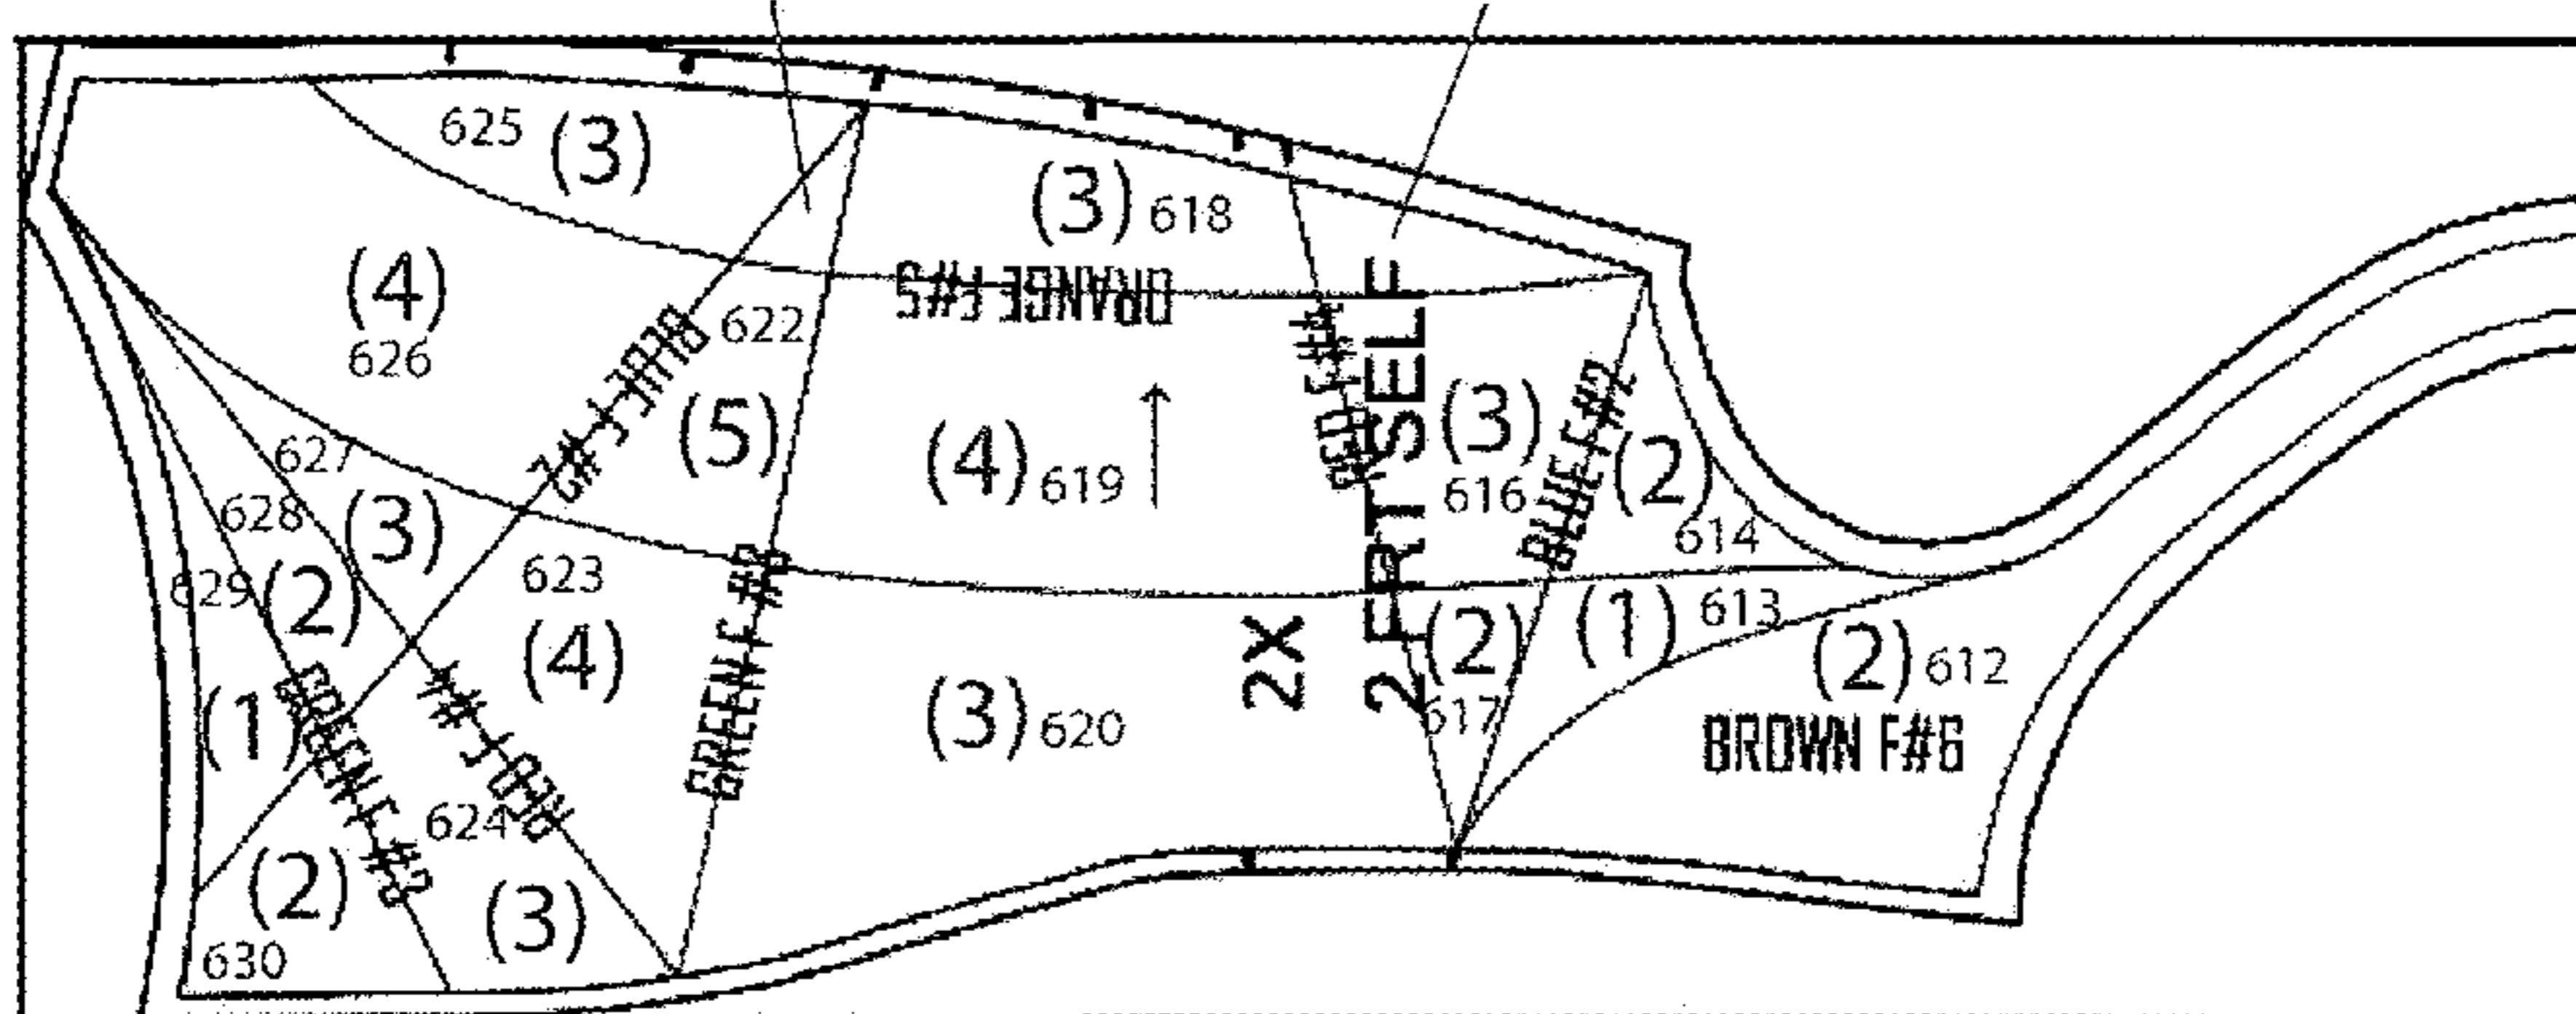 625 (3)
(3) 618
(4)
626
BLUE F#2
622
ORANGE F#5
RED F#4
2 FRT SELF
2X
(5)
(4) 619
(3)
616
BLUE F#2
(2)
614
627
628
(3)
629
(2)
623
(4)
GREEN F#3
(1)
613
(2)
617
(2) 612
BROWN F#6
(3) 620
(1)
GREEN F#3
RED F#4
624
(2)
(3)
630